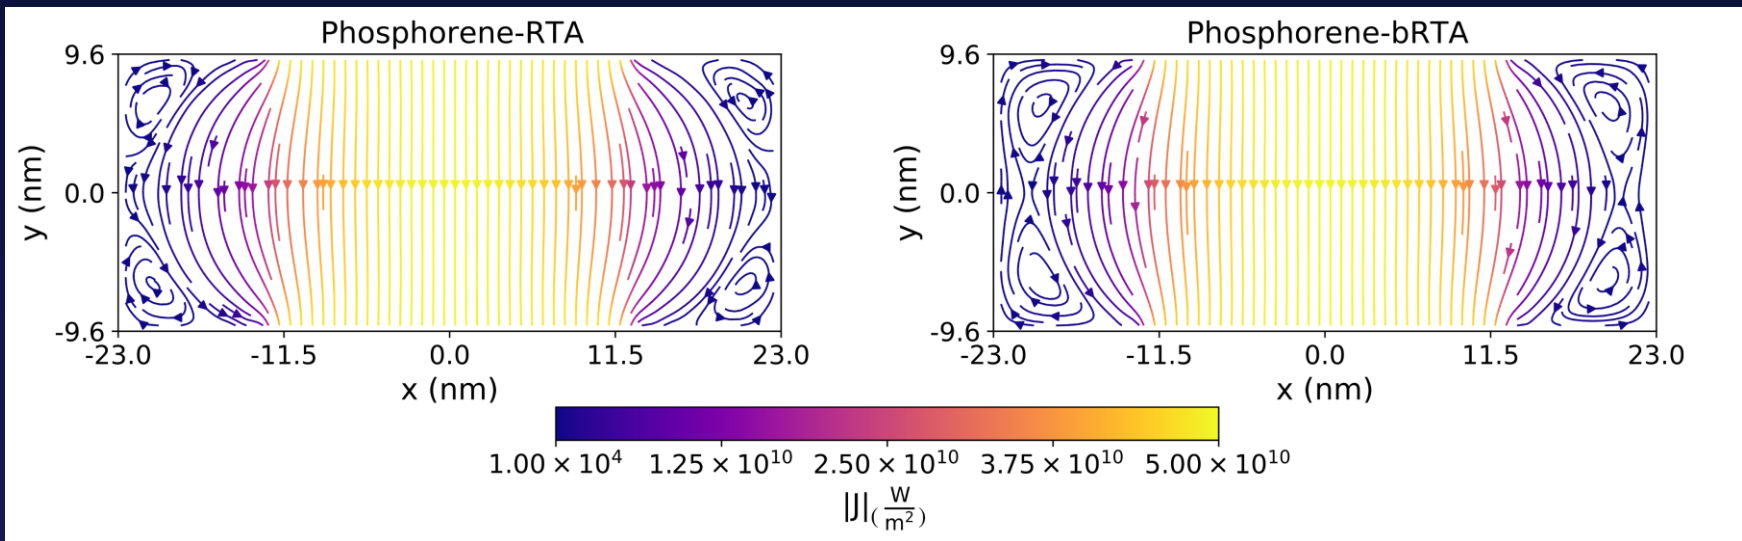 Phosphorene-RTA
9.6
0.0
-9.6
y (nm)
-23.0 -11.5 0.0 11.5 23.0
x (nm)
Phosphorene-bRTA
9.6
0.0
-9.6
y (nm)
-23.0 -11.5 0.0 11.5 23.0
x (nm)
1.00 × 10⁴ 1.25 × 10¹⁰ 2.50 × 10¹⁰ 3.75 × 10¹⁰ 5.00 × 10¹⁰
|J|(W/m²)